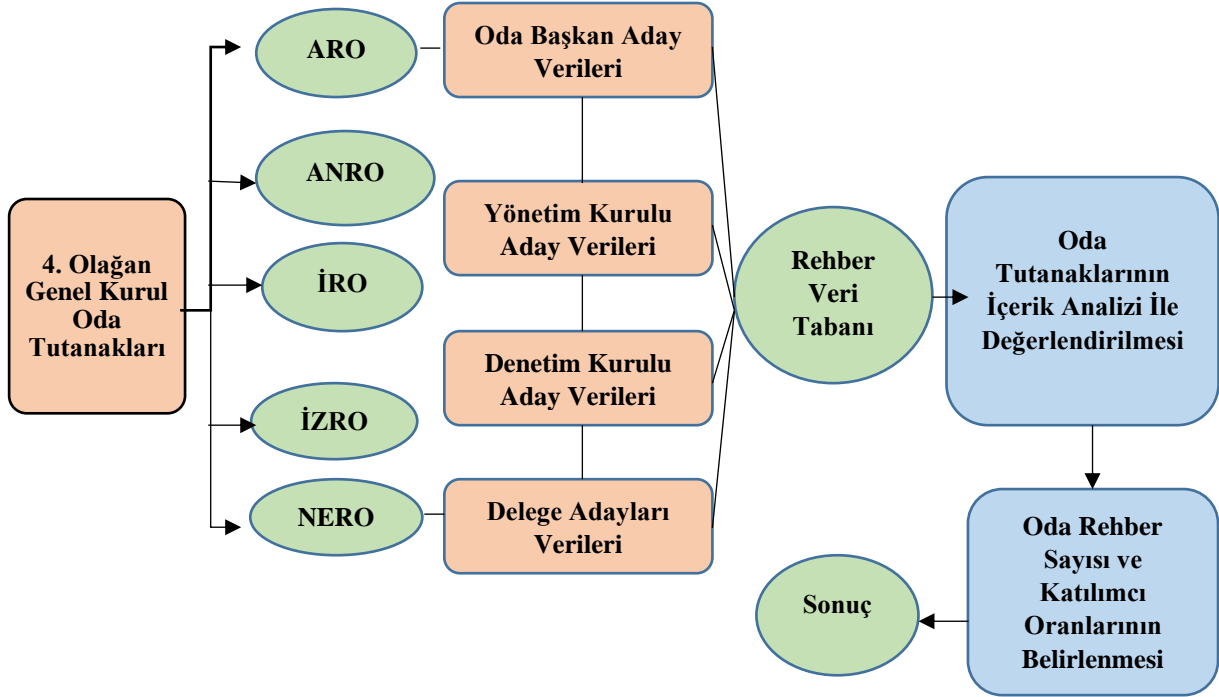 4. Olağan
Genel Kurul
Oda
Tutanakları
ARO
ANRO
İRO
İZRO
NERO
Oda Başkan Aday
Verileri
Yönetim Kurulu
Aday Verileri
Denetim Kurulu
Aday Verileri
Delege Adayları
Verileri
Rehber
Veri
Tabanı
Oda
Tutanaklarının
İçerik Analizi İle
Değerlendirilmesi
Oda Rehber
Sayısı ve
Katılımcı
Oranlarının
Belirlenmesi
Sonuç